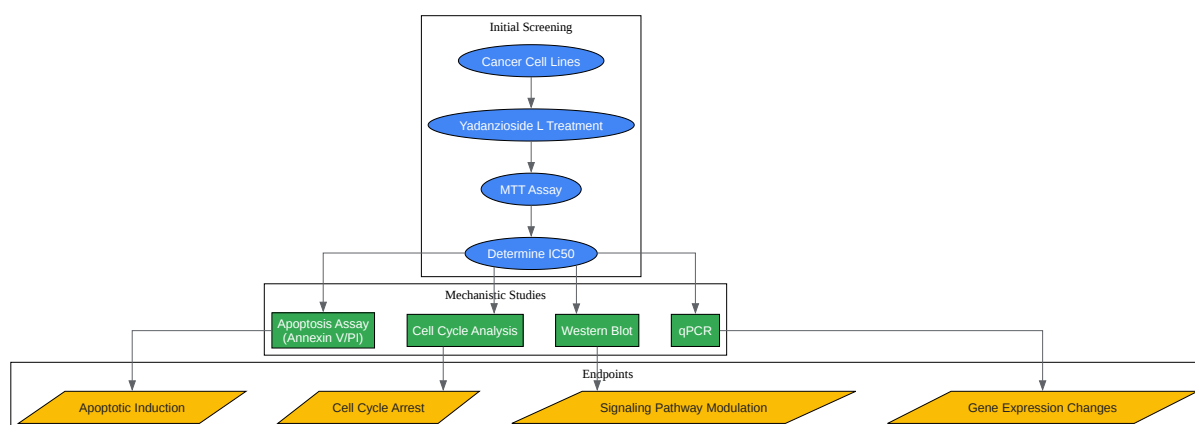 Initial Screening
Cancer Cell Lines
Yadanzioside L Treatment
MTT Assay
Determine IC50
Mechanistic Studies
Apoptosis Assay
(Annexin V/PI)
Cell Cycle Analysis
Western Blot
qPCR
Endpoints
Apoptotic Induction
Cell Cycle Arrest
Signaling Pathway Modulation
Gene Expression Changes